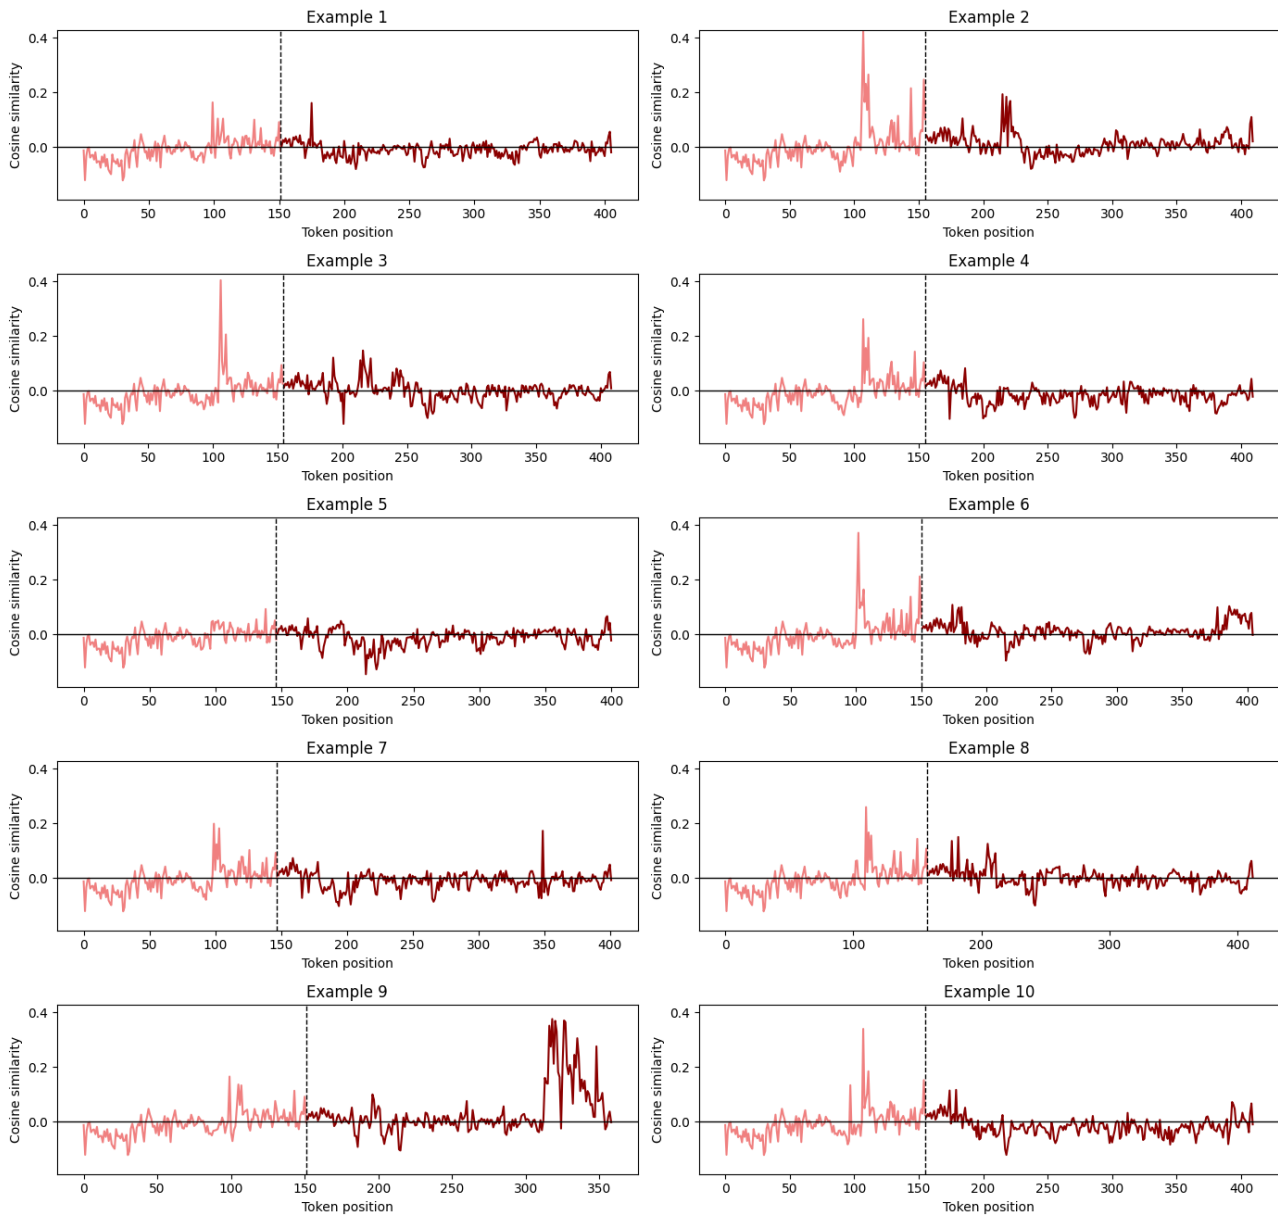 Example 1
Cosine similarity
0.4
0.2
0.0
0 50 100 150 200 250 300 350 400
Token position
Example 2
Cosine similarity
0.4
0.2
0.0
0 50 100 150 200 250 300 350 400
Token position
Example 3
Cosine similarity
0.4
0.2
0.0
0 50 100 150 200 250 300 350 400
Token position
Example 4
Cosine similarity
0.4
0.2
0.0
0 50 100 150 200 250 300 350 400
Token position
Example 5
Cosine similarity
0.4
0.2
0.0
0 50 100 150 200 250 300 350 400
Token position
Example 6
Cosine similarity
0.4
0.2
0.0
0 50 100 150 200 250 300 350 400
Token position
Example 7
Cosine similarity
0.4
0.2
0.0
0 50 100 150 200 250 300 350 400
Token position
Example 8
Cosine similarity
0.4
0.2
0.0
0 100 200 300 400
Token position
Example 9
Cosine similarity
0.4
0.2
0.0
0 50 100 150 200 250 300 350
Token position
Example 10
Cosine similarity
0.4
0.2
0.0
0 50 100 150 200 250 300 350 400
Token position